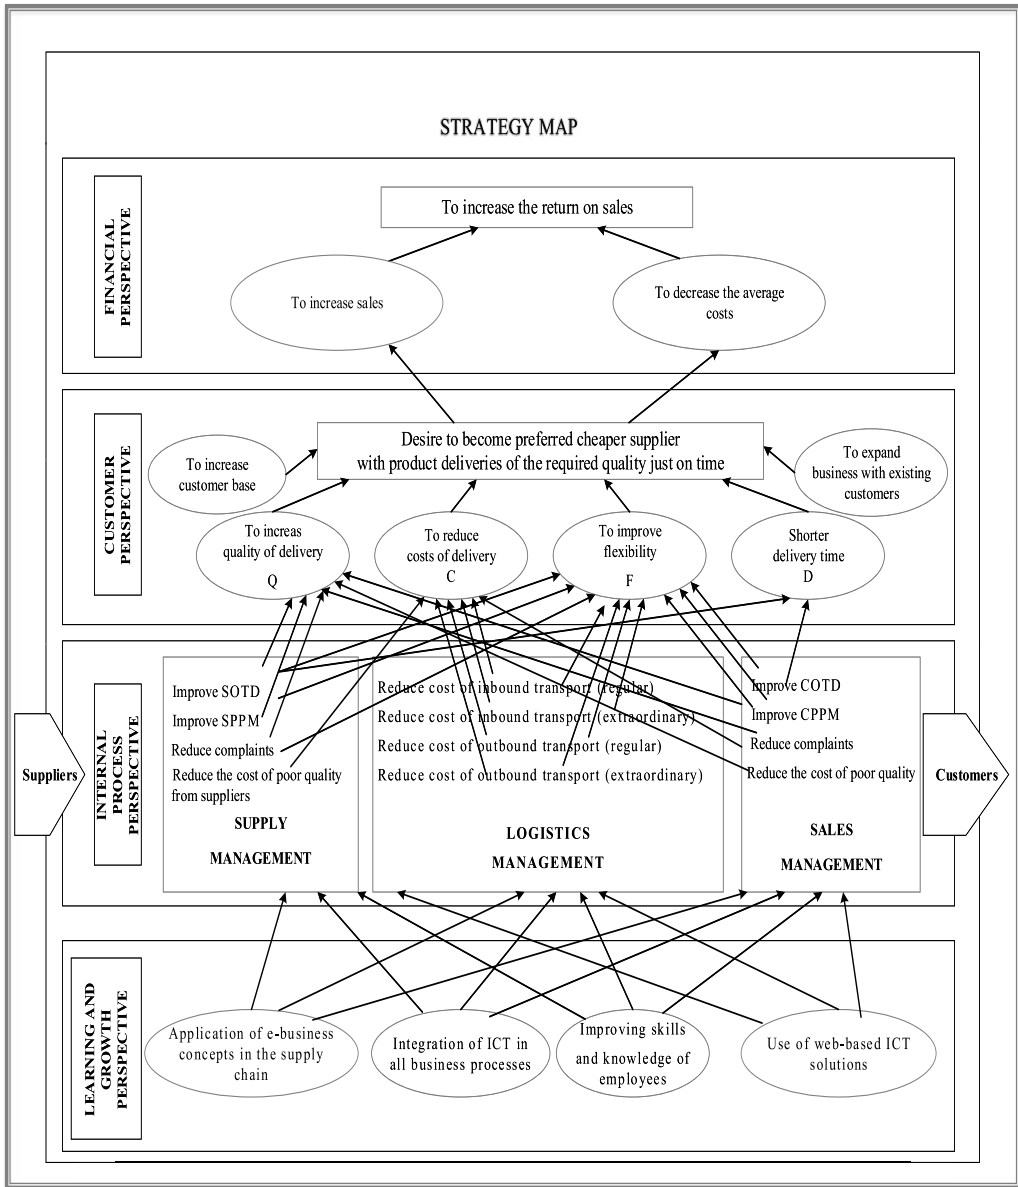 STRATEGY MAP
FINANCIAL
PERSPECTIVE
To increase the return on sales
To increase sales
To decrease the average
costs
CUSTOMER
PERSPECTIVE
Desire to become preferred cheaper supplier
with product deliveries of the required quality just on time
To increase
customer base
To expand
business with existing
customers
To increas
quality of delivery
Q
To reduce
costs of delivery
C
To improve
flexibility
F
Shorter
delivery time
D
INTERNAL
PROCESS
PERSPECTIVE
Suppliers
Improve SOTD
Improve SPPM
Reduce complaints
Reduce the cost of poor quality
from suppliers
SUPPLY
MANAGEMENT
Reduce cost of inbound transport (regular)
Reduce cost of inbound transport (extraordinary)
Reduce cost of outbound transport (regular)
Reduce cost of outbound transport (extraordinary)
LOGISTICS
MANAGEMENT
Improve COTD
Improve CPPM
Reduce complaints
Reduce the cost of poor quality
SALES
MANAGEMENT
Customers
LEARNING AND
GROWTH
PERSPECTIVE
Application of e-business
concepts in the supply
chain
Integration of ICT in
all business processes
Improving skills
and knowledge of
employees
Use of web-based ICT
solutions